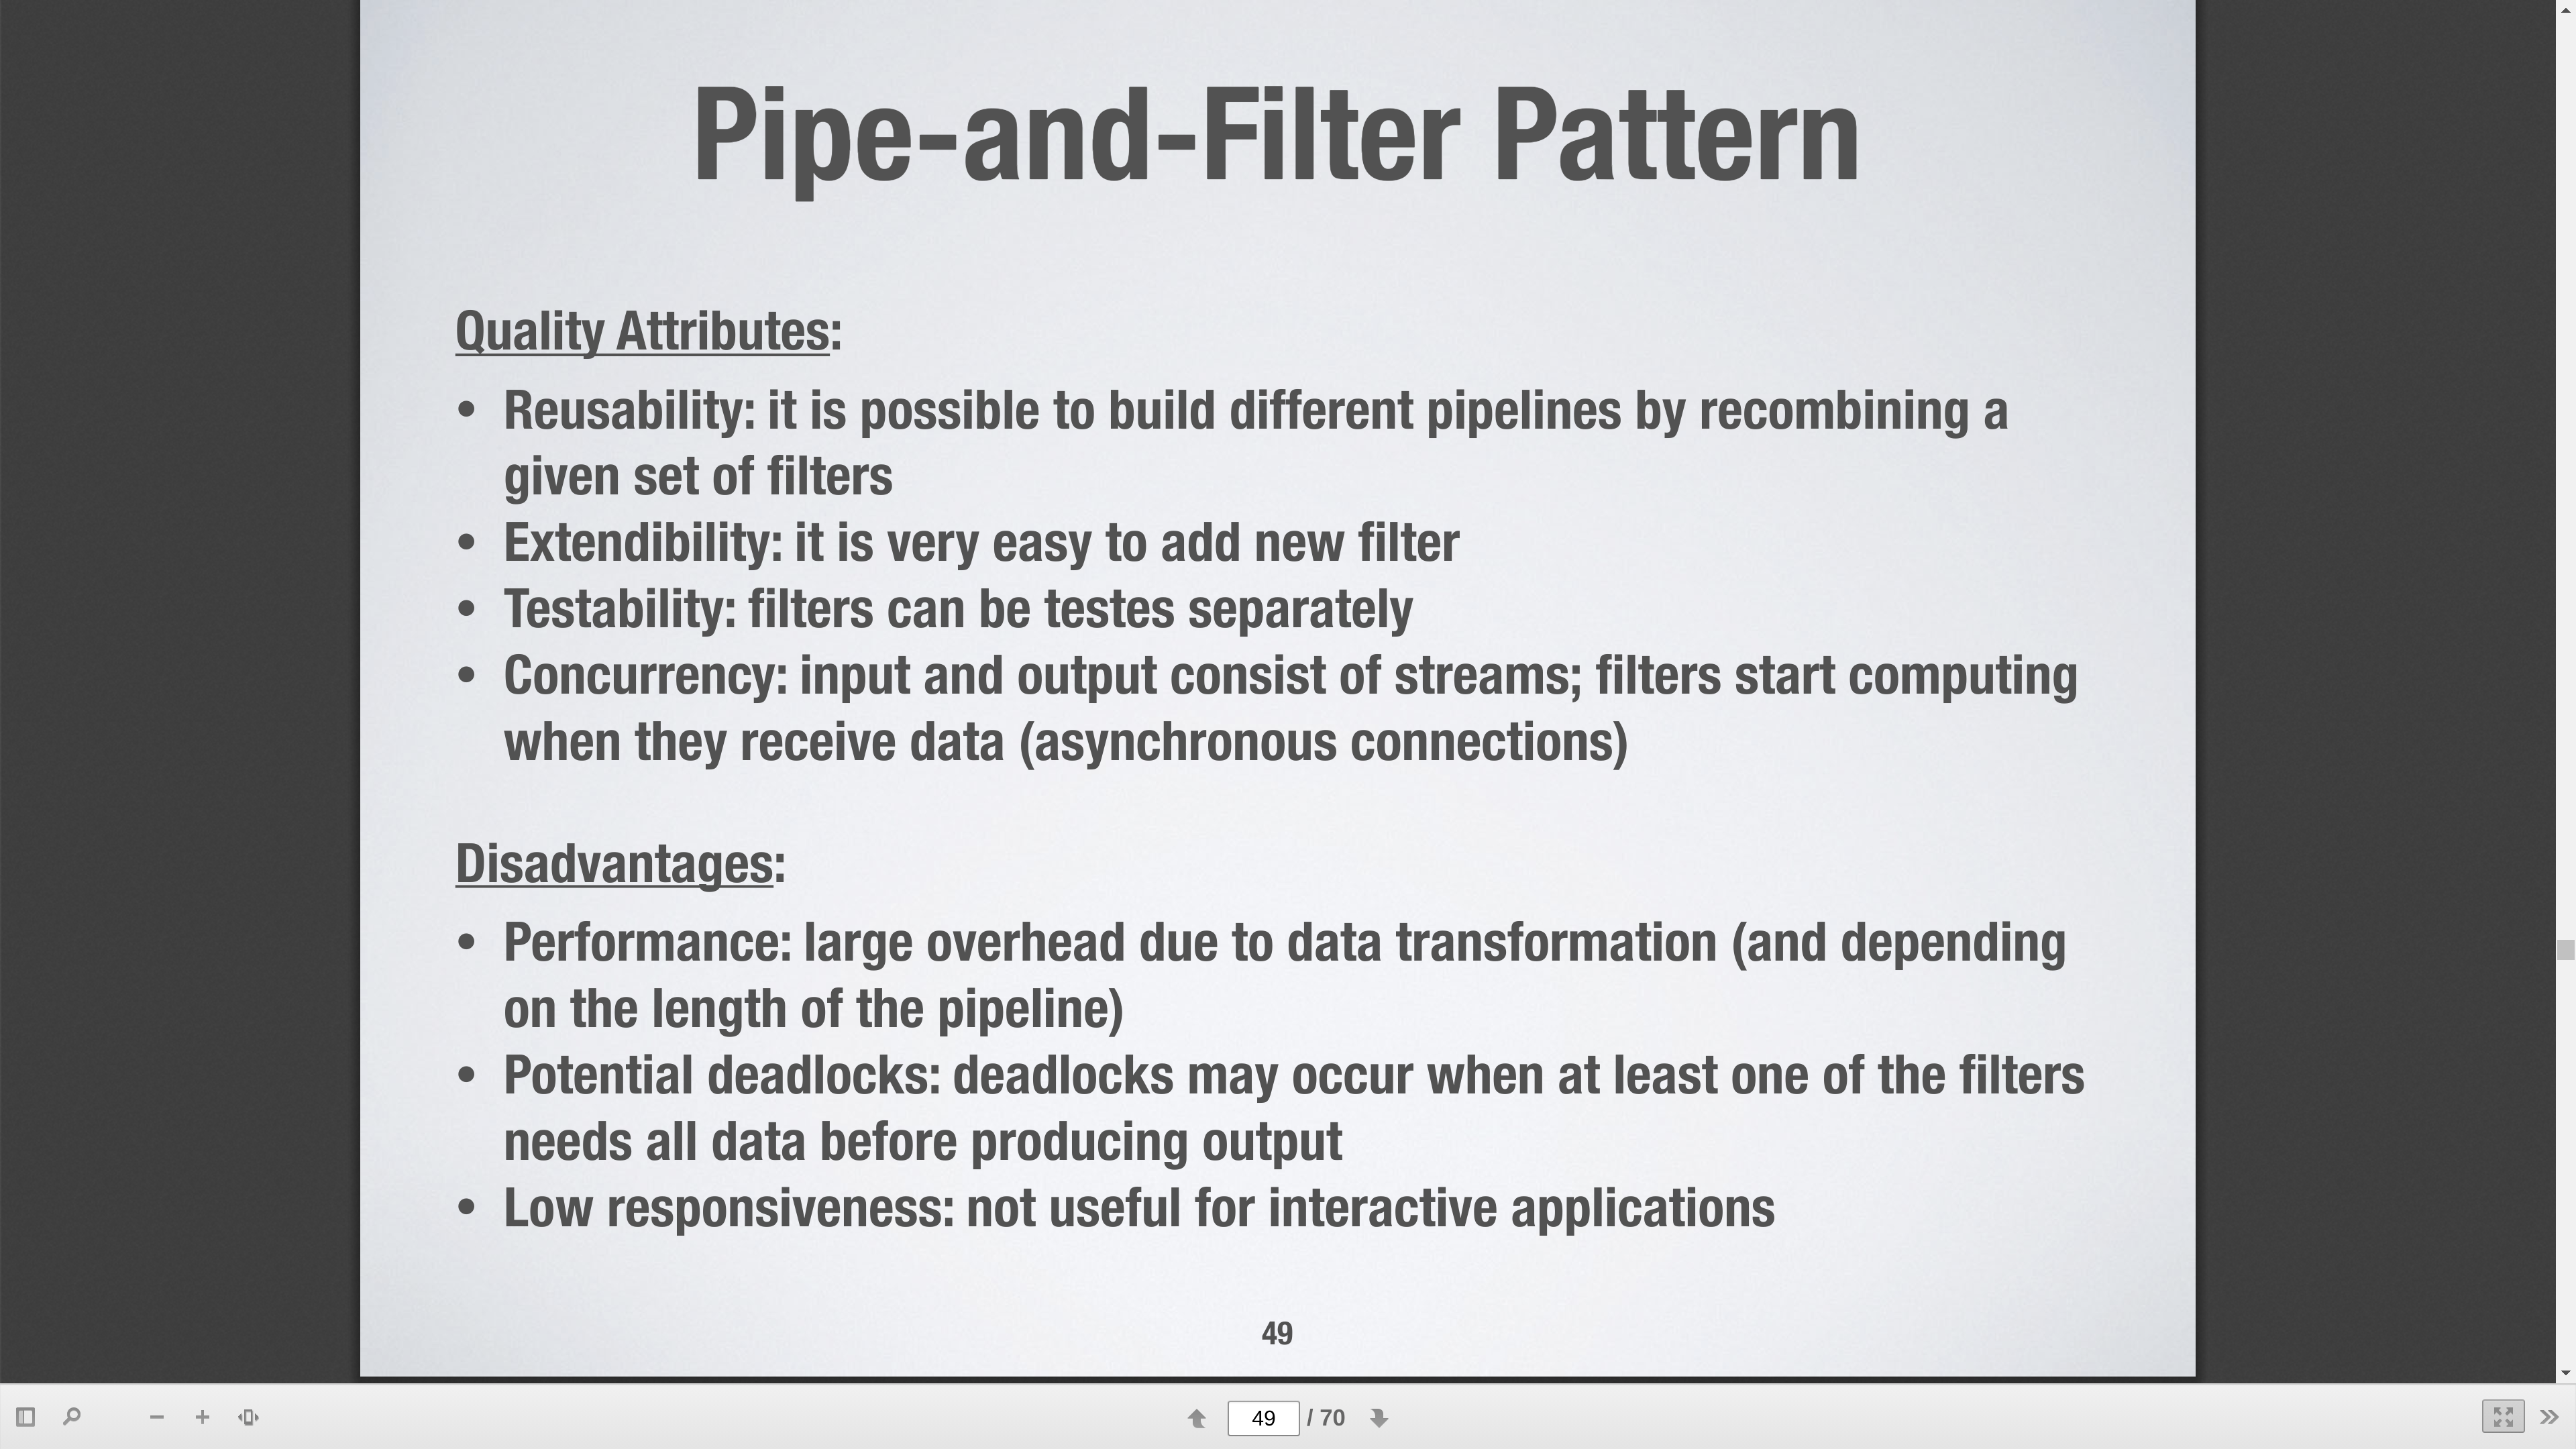 Pipe-and-Filter Pattern
Quality Attributes:
• Reusability: it is possible to build different pipelines by recombining a
given set of filters
• Extendibility: it is very easy to add new filter
• Testability: filters can be testes separately
• Concurrency: input and output consist of streams; filters start computing
when they receive data (asynchronous connections)
Disadvantages:
• Performance: large overhead due to data transformation (and depending
on the length of the pipeline)
• Potential deadlocks: deadlocks may occur when at least one of the filters
needs all data before producing output
• Low responsiveness: not useful for interactive applications
49
49 / 70